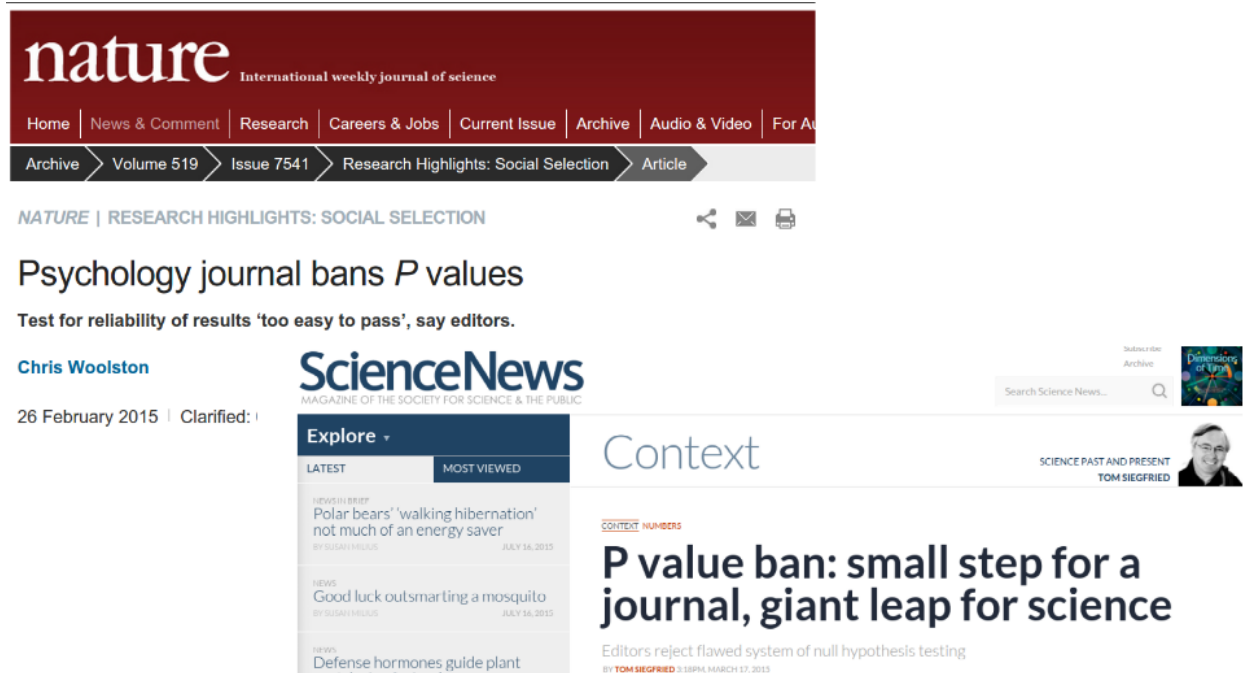 nature International weekly journal of science
Home News & Comment Research Careers & Jobs Current Issue Archive Audio & Video For Au
Archive Volume 519 Issue 7541 Research Highlights: Social Selection Article
NATURE | RESEARCH HIGHLIGHTS: SOCIAL SELECTION
Psychology journal bans P values
Test for reliability of results ‘too easy to pass’, say editors.
Chris Woolston
26 February 2015 | Clarified:
ScienceNews
MAGAZINE OF THE SOCIETY FOR SCIENCE & THE PUBLIC
Subscribe
Archive
Search Science News...
Dimensions
of Time
Explore
LATEST MOST VIEWED
NEWS IN BRIEF
Polar bears’ ‘walking hibernation’
not much of an energy saver
BY SUSAN MILIUS JULY 16, 2015
NEWS
Good luck outsmarting a mosquito
BY SUSAN MILIUS JULY 16, 2015
NEWS
Defense hormones guide plant
Context
SCIENCE PAST AND PRESENT
TOM SIEGFRIED
CONTEXT NUMBERS
P value ban: small step for a
journal, giant leap for science
Editors reject flawed system of null hypothesis testing
BY TOM SIEGFRIED 3:18PM, MARCH 17, 2015